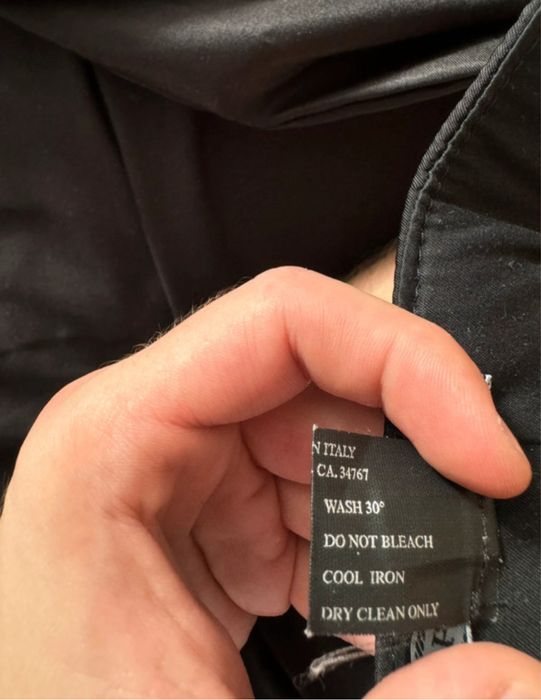 N ITALY
CA. 34767
WASH 30°
DO NOT BLEACH
COOL IRON
DRY CLEAN ONLY